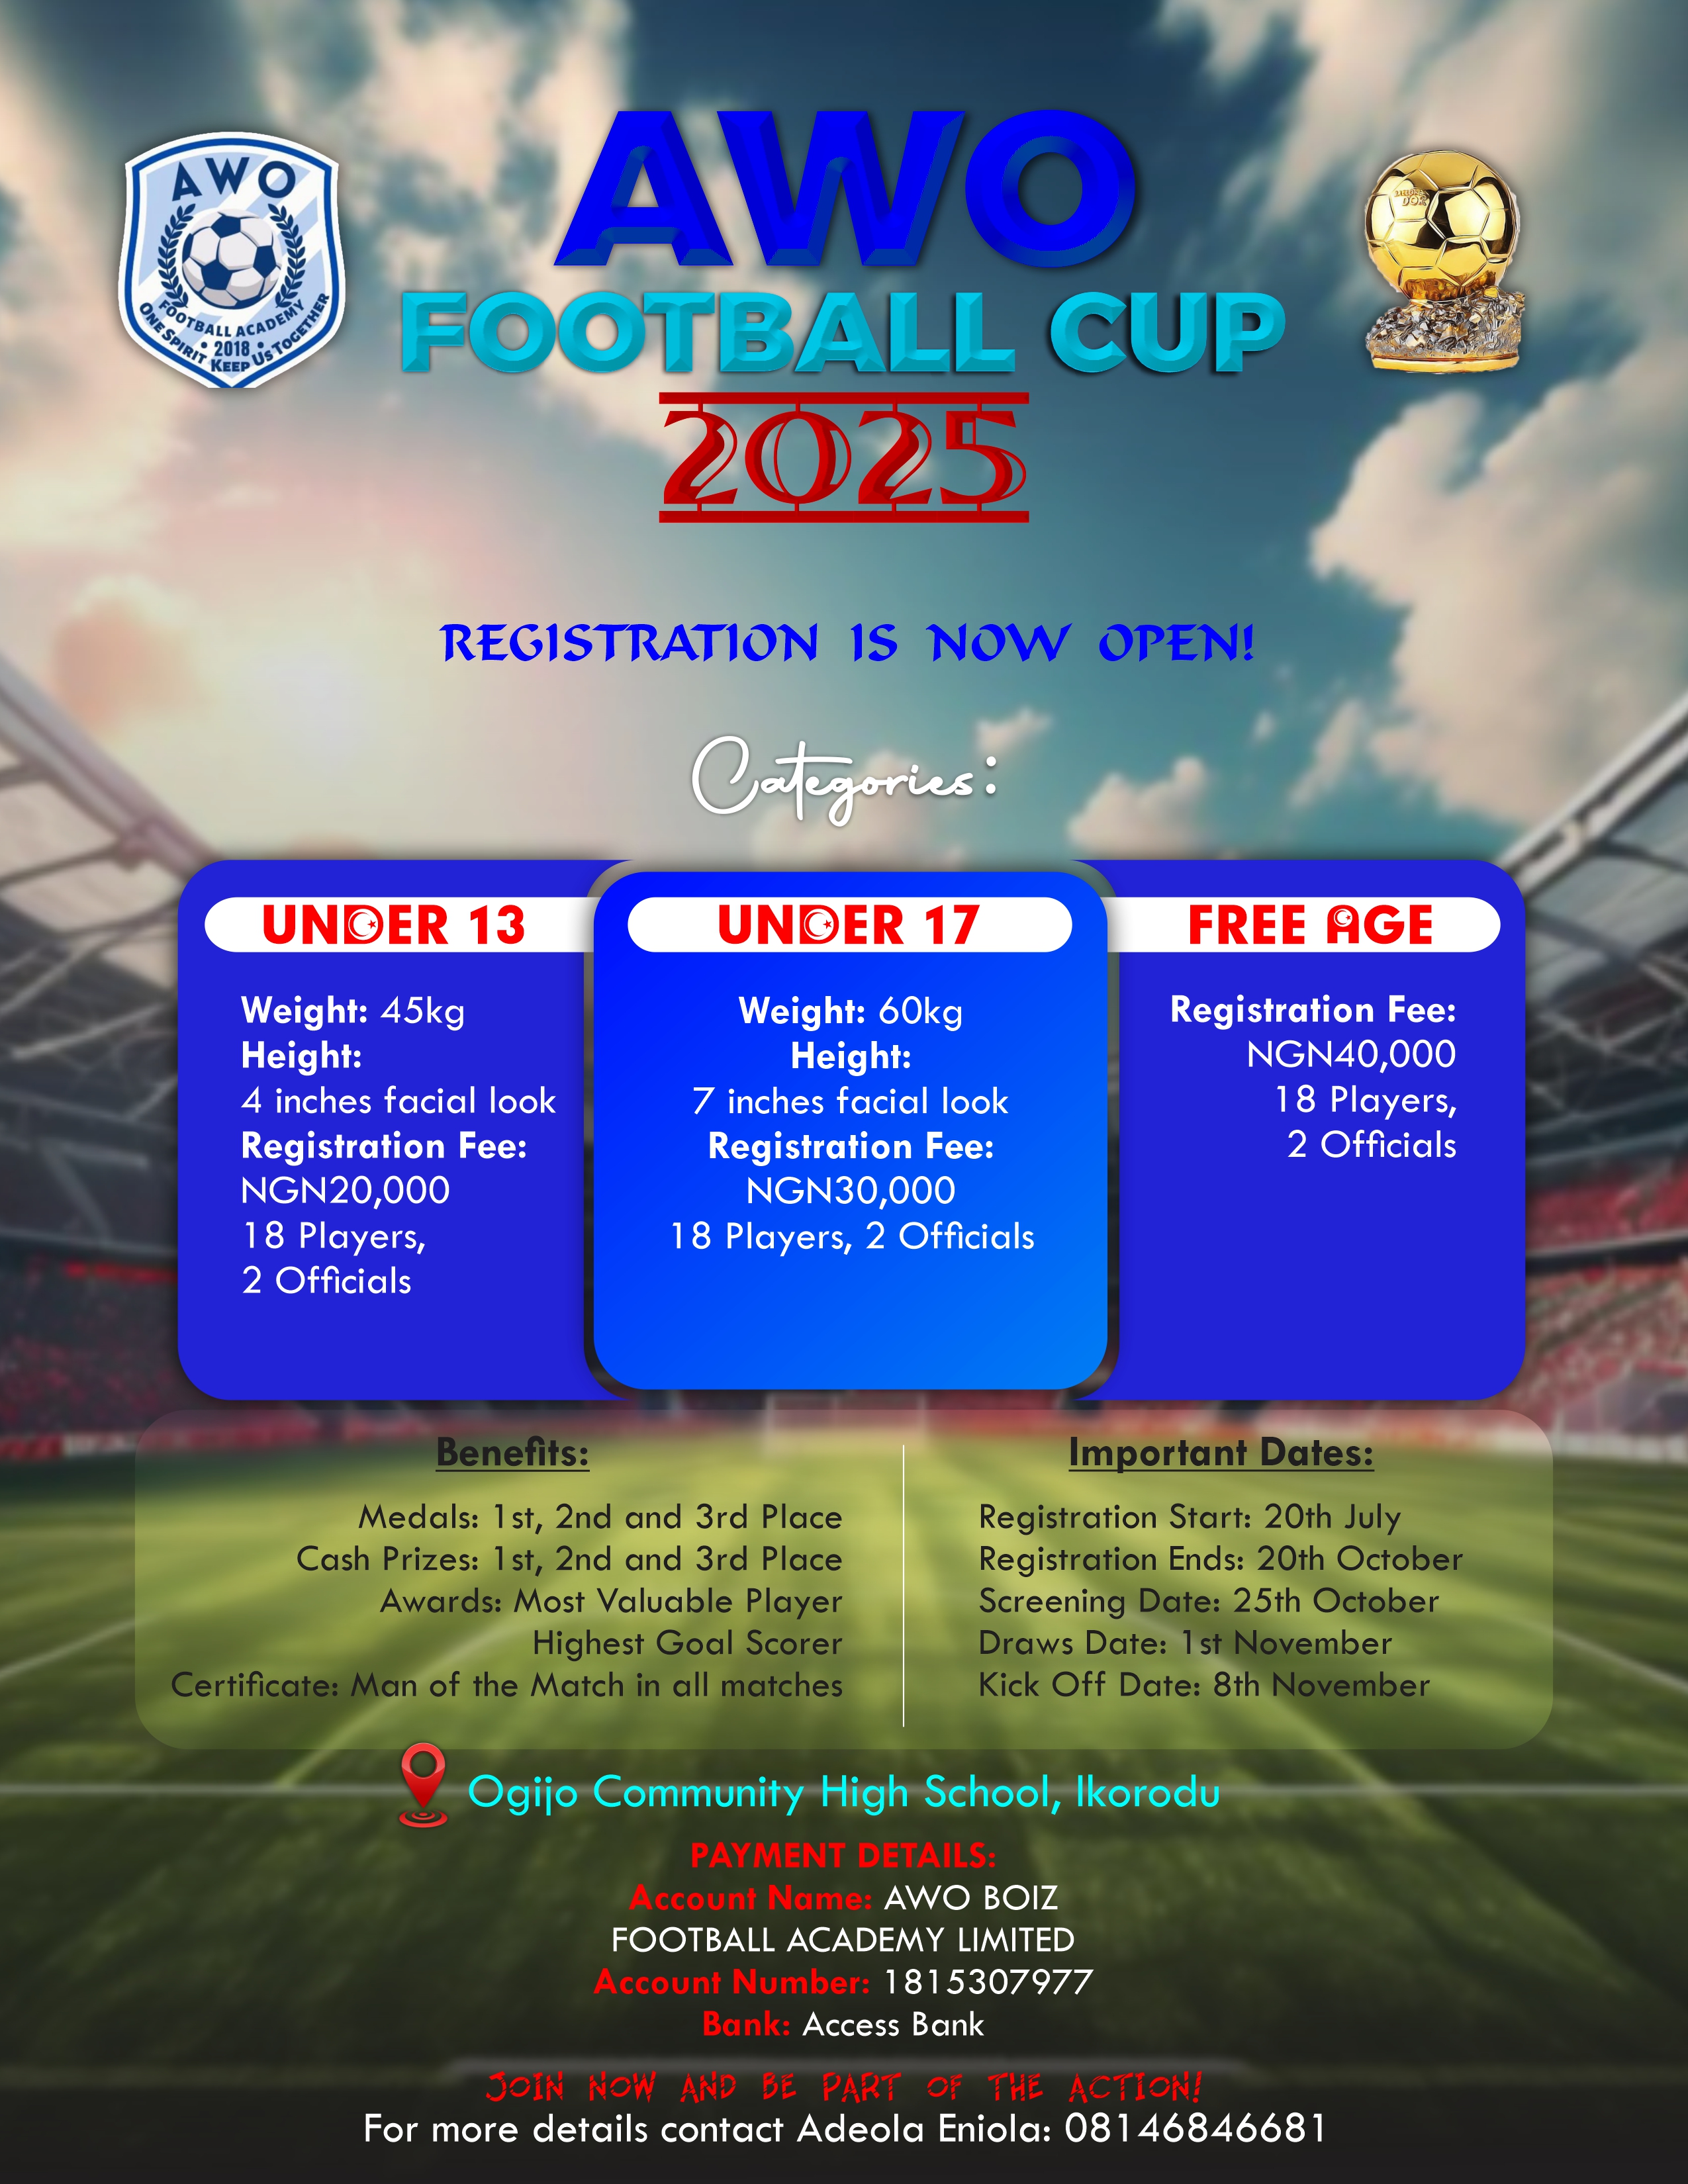 AWO
FOOTBALL ACADEMY
• 2018 •
ONE SPIRIT KEEP US TOGETHER
AWO
FOOTBALL CUP
2025
REGISTRATION IS NOW OPEN!
Categories:
UNDER 13
Weight: 45kg
Height:
4 inches facial look
Registration Fee:
NGN20,000
18 Players,
2 Officials
UNDER 17
Weight: 60kg
Height:
7 inches facial look
Registration Fee:
NGN30,000
18 Players, 2 Officials
FREE AGE
Registration Fee:
NGN40,000
18 Players,
2 Officials
Benefits:
Medals: 1st, 2nd and 3rd Place
Cash Prizes: 1st, 2nd and 3rd Place
Awards: Most Valuable Player
Highest Goal Scorer
Certificate: Man of the Match in all matches
Important Dates:
Registration Start: 20th July
Registration Ends: 20th October
Screening Date: 25th October
Draws Date: 1st November
Kick Off Date: 8th November
Ogijo Community High School, Ikorodu
PAYMENT DETAILS:
Account Name: AWO BOIZ
FOOTBALL ACADEMY LIMITED
Account Number: 1815307977
Bank: Access Bank
JOIN NOW AND BE PART OF THE ACTION!
For more details contact Adeola Eniola: 08146846681